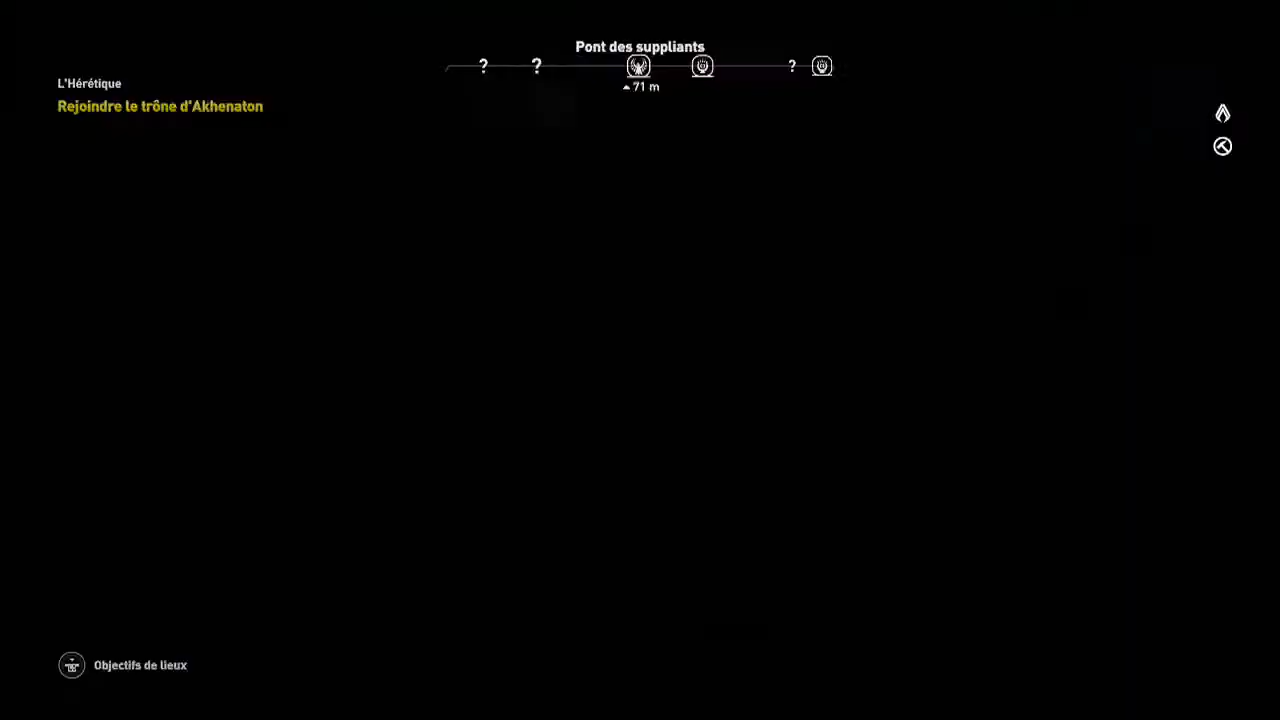 Pont des suppliants
? ? ?
71 m
L'Hérétique
Rejoindre le trône d'Akhenaton
Objectifs de lieux